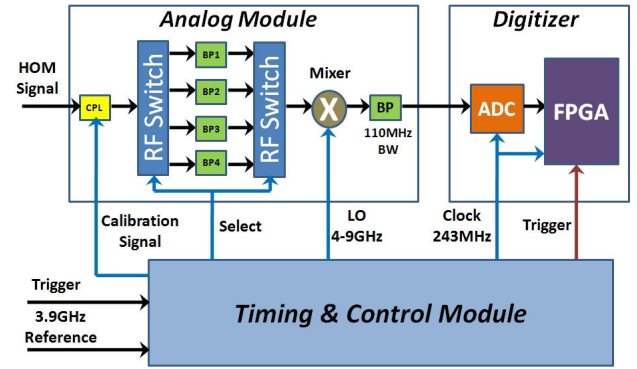 Analog Module
Digitizer
HOM
Signal
CPL
RF Switch
BP1
BP2
BP3
BP4
RF Switch
Mixer
X
BP
110MHz
BW
ADC
FPGA
Calibration
Signal
Select
LO
4-9GHz
Clock
243MHz
Trigger
Trigger
3.9GHz
Reference
Timing & Control Module